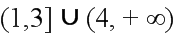 (1,3] ∪ (4, + ∞)